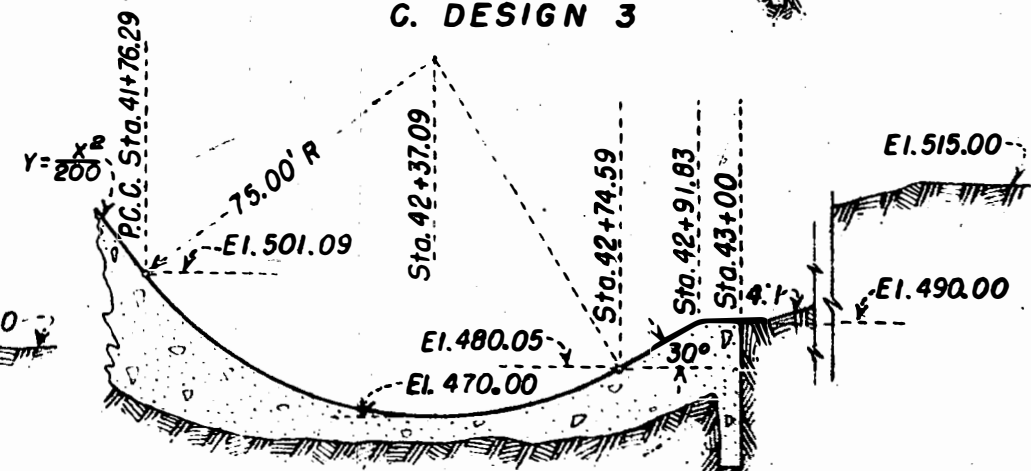 C. DESIGN 3
P.C.C. Sta. 41+76.29
Y = X²/200
75.00' R
Sta. 42+37.09
El. 501.09
Sta. 42+74.59
Sta. 42+91.83
Sta. 43+00
El. 515.00
4:1
El. 490.00
0
El. 480.05
30°
El. 470.00